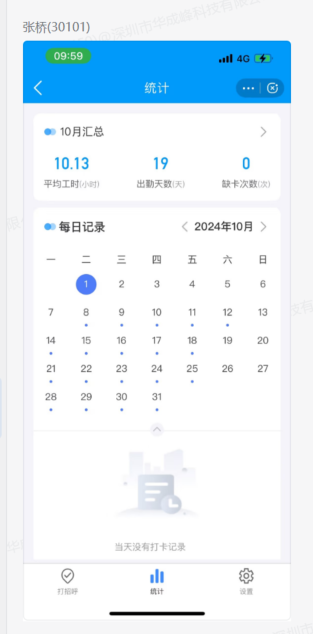 张桥(30101)
09:59
4G
统计
10月汇总
10.13 19 0
平均工时(小时) 出勤天数(天) 缺卡次数(次)
每日记录 2024年10月
一 二 三 四 五 六 日
1 2 3 4 5 6
7 8 9 10 11 12 13
14 15 16 17 18 19 20
21 22 23 24 25 26 27
28 29 30 31
当天没有打卡记录
打招呼 统计 设置